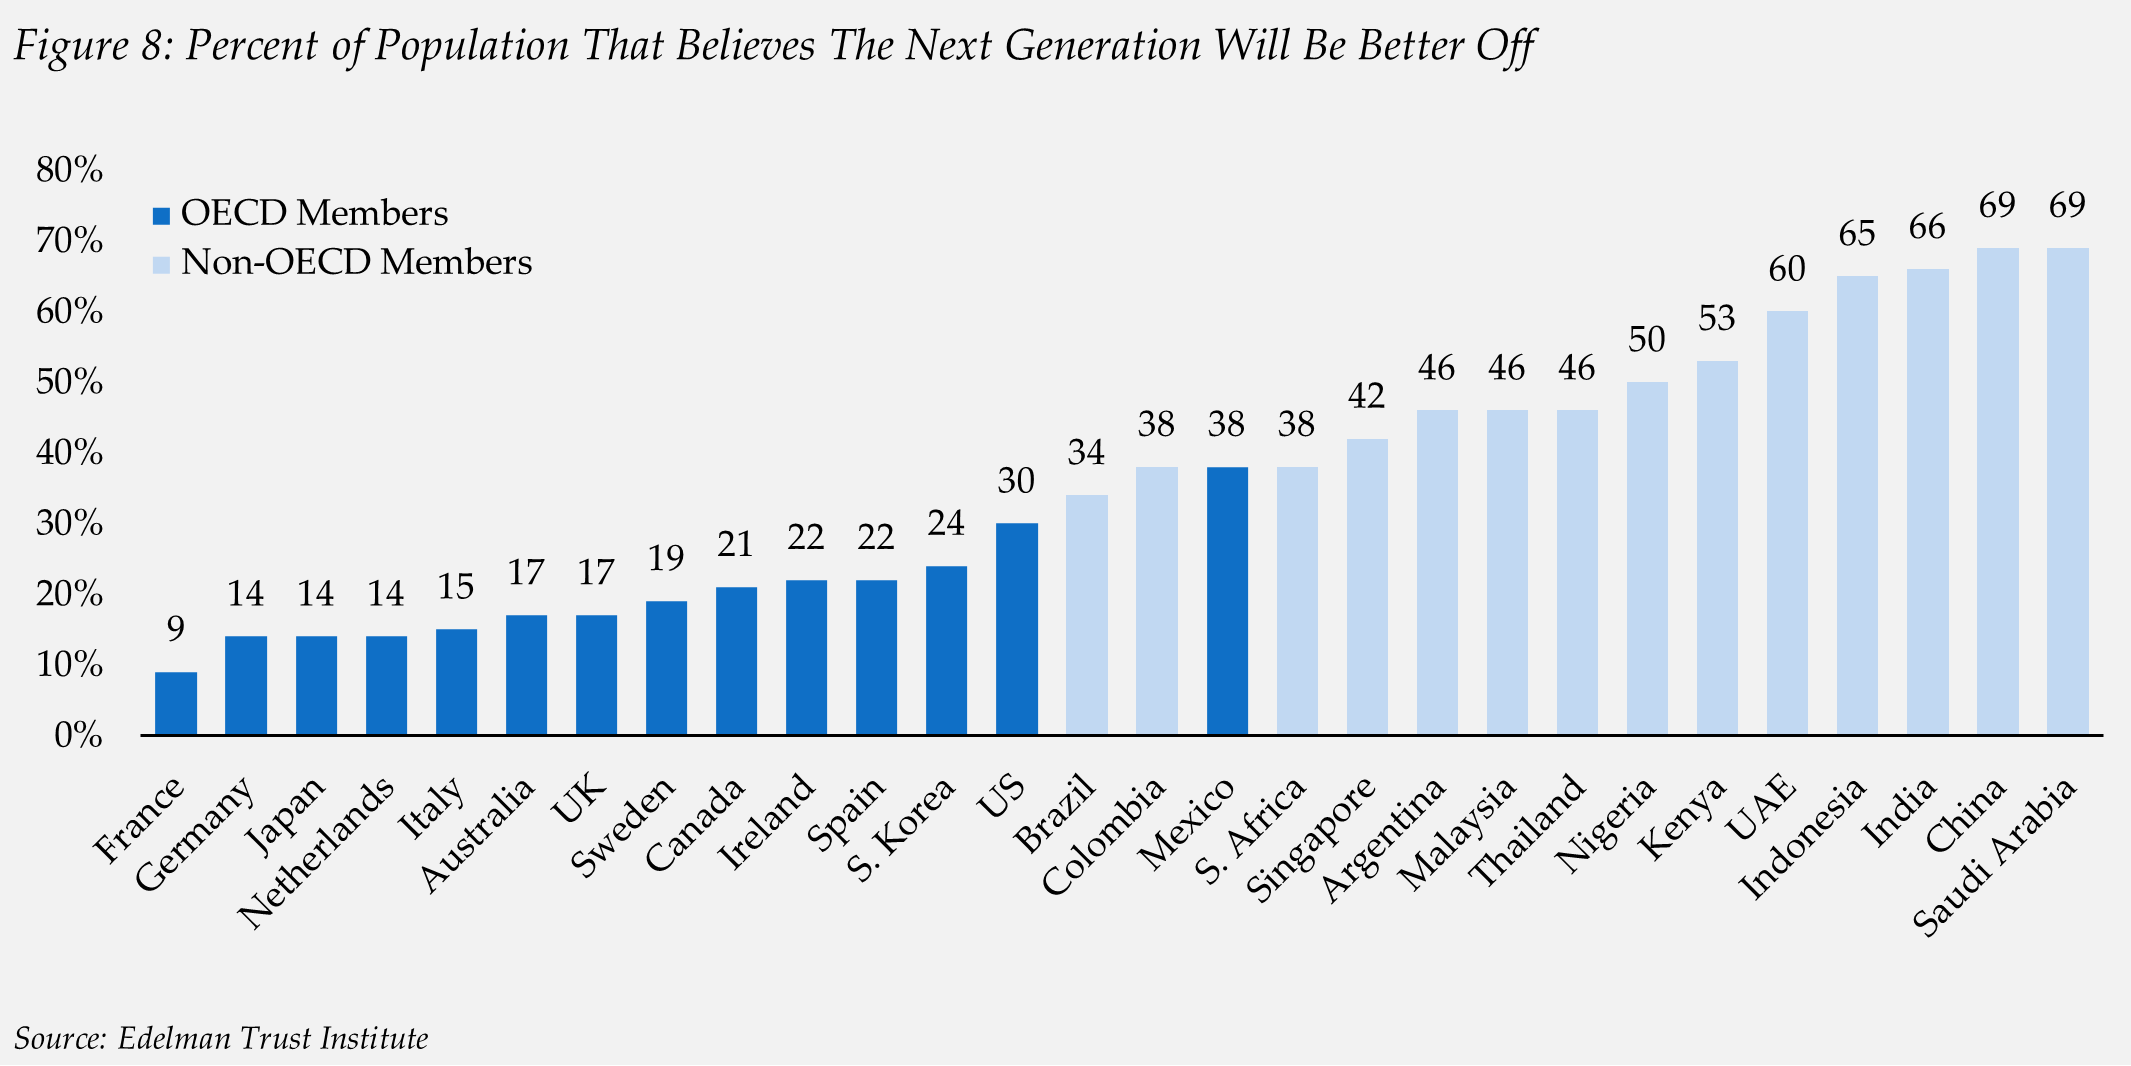 Figure 8: Percent of Population That Believes The Next Generation Will Be Better Off
80%
70%
60%
50%
40%
30%
20%
10%
0%
OECD Members
Non-OECD Members
9
14
14
14
15
17
17
19
21
22
22
24
30
34
38
38
38
42
46
46
46
50
53
60
65
66
69
69
France
Germany
Japan
Netherlands
Italy
Australia
UK
Sweden
Canada
Ireland
Spain
S. Korea
US
Brazil
Colombia
Mexico
S. Africa
Singapore
Argentina
Malaysia
Thailand
Nigeria
Kenya
UAE
Indonesia
India
China
Saudi Arabia
Source: Edelman Trust Institute